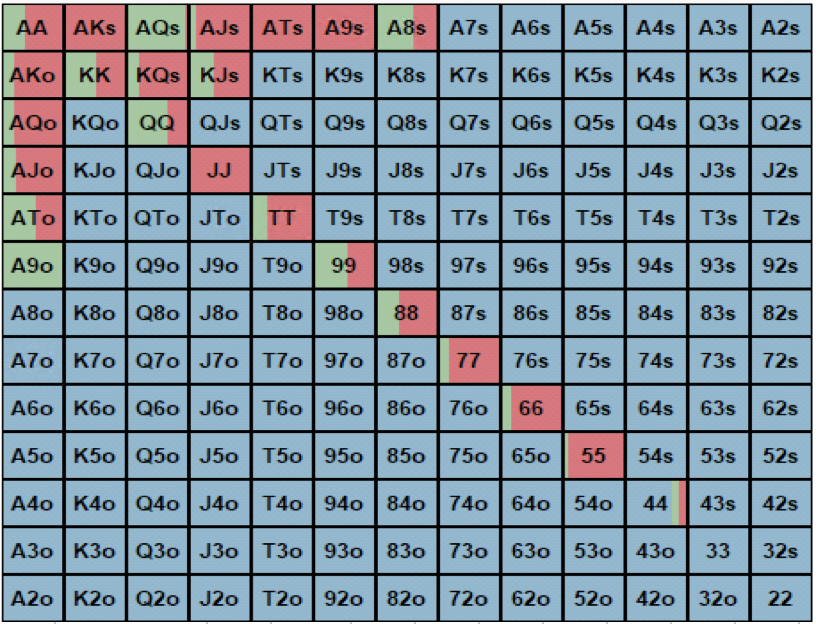 AA AKs AQs AJs ATs A9s A8s A7s A6s A5s A4s A3s A2s
AKo KK KQs KJs KTs K9s K8s K7s K6s K5s K4s K3s K2s
AQo KQo QQ QJs QTs Q9s Q8s Q7s Q6s Q5s Q4s Q3s Q2s
AJo KJo QJo JJ JTs J9s J8s J7s J6s J5s J4s J3s J2s
ATo KTo QTo JTo TT T9s T8s T7s T6s T5s T4s T3s T2s
A9o K9o Q9o J9o T9o 99 98s 97s 96s 95s 94s 93s 92s
A8o K8o Q8o J8o T8o 98o 88 87s 86s 85s 84s 83s 82s
A7o K7o Q7o J7o T7o 97o 87o 77 76s 75s 74s 73s 72s
A6o K6o Q6o J6o T6o 96o 86o 76o 66 65s 64s 63s 62s
A5o K5o Q5o J5o T5o 95o 85o 75o 65o 55 54s 53s 52s
A4o K4o Q4o J4o T4o 94o 84o 74o 64o 54o 44 43s 42s
A3o K3o Q3o J3o T3o 93o 83o 73o 63o 53o 43o 33 32s
A2o K2o Q2o J2o T2o 92o 82o 72o 62o 52o 42o 32o 22